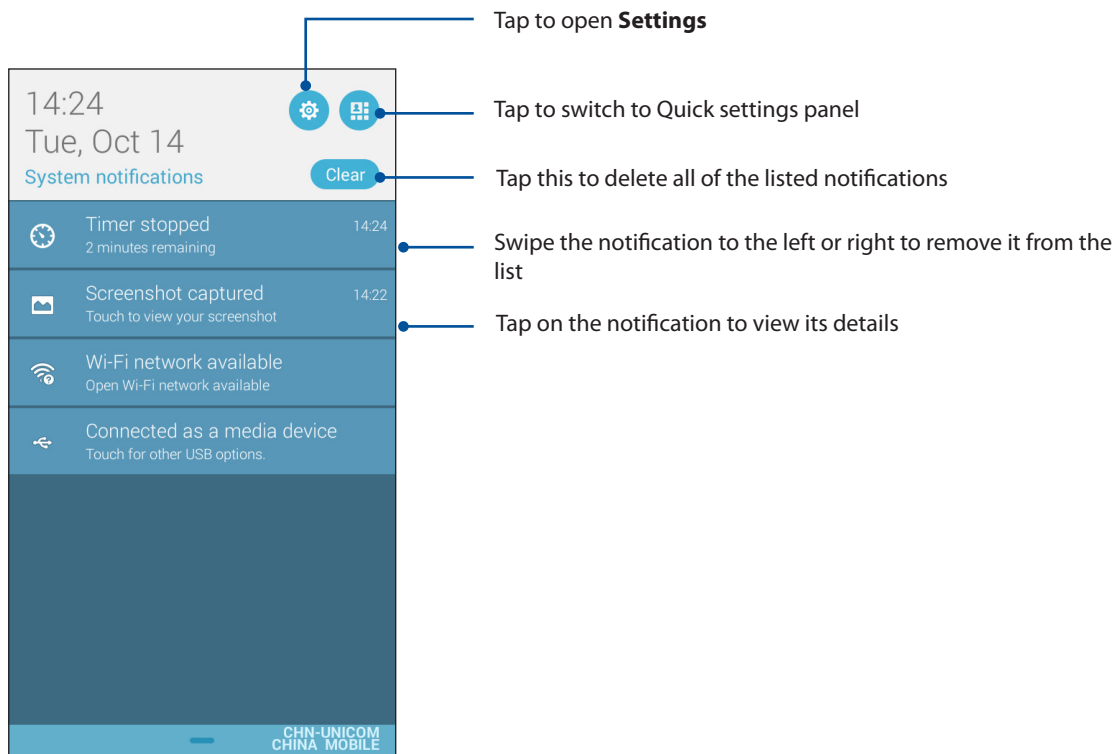 Tap to open Settings
14:24
Tue, Oct 14
Tap to switch to Quick settings panel
System notifications
Clear
Tap this to delete all of the listed notifications
Timer stopped
14:24
2 minutes remaining
Swipe the notification to the left or right to remove it from the
list
Screenshot captured
14:22
Touch to view your screenshot
Tap on the notification to view its details
Wi-Fi network available
Open Wi-Fi network available
Connected as a media device
Touch for other USB options.
CHN-UNICOM
CHINA MOBILE